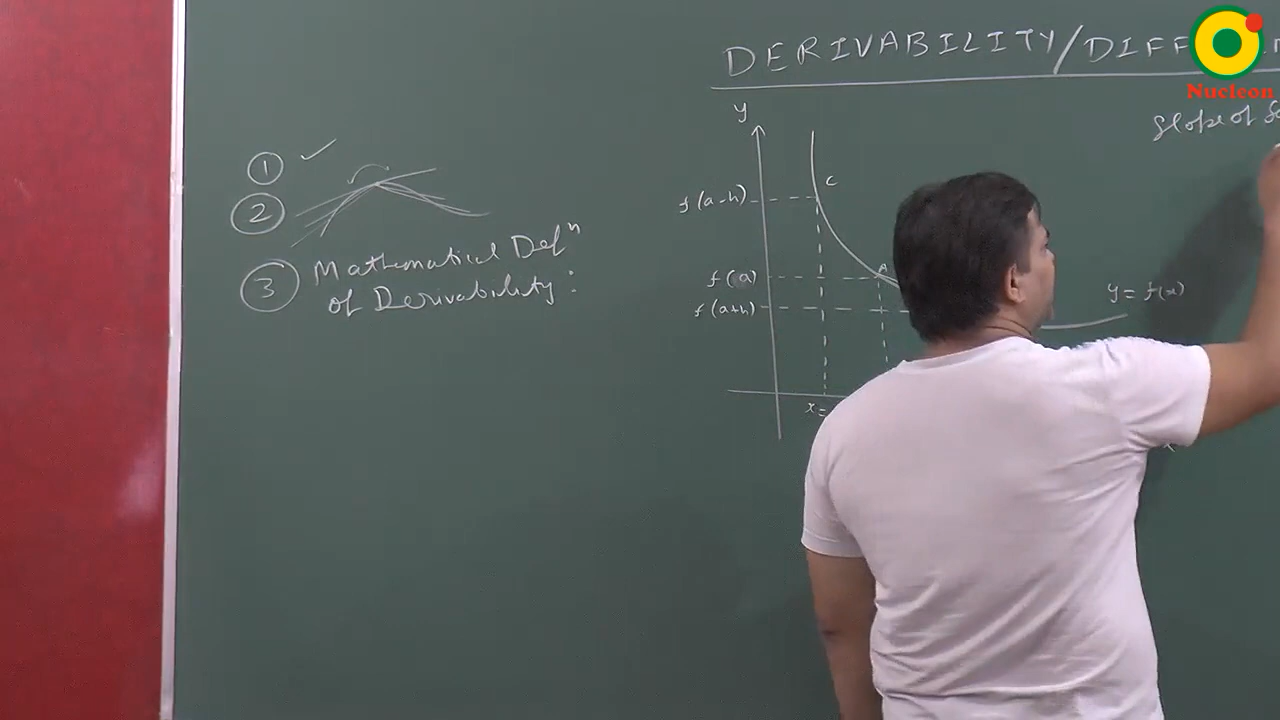 DERIVABILITY/DIFF
Nucleon
Slope of
1
2
3 Mathematical Defⁿ
of Derivability:
y
C
f(a-h)
A
f(a)
f(a+h)
y = f(x)
x =
x